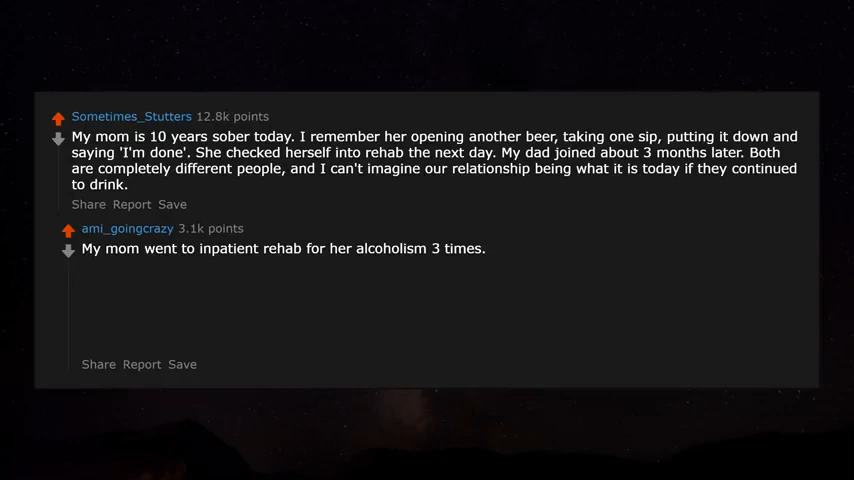 Sometimes_Stutters 12.8k points
My mom is 10 years sober today. I remember her opening another beer, taking one sip, putting it down and
saying 'I'm done'. She checked herself into rehab the next day. My dad joined about 3 months later. Both
are completely different people, and I can't imagine our relationship being what it is today if they continued
to drink.
Share Report Save
ami_goingcrazy 3.1k points
My mom went to inpatient rehab for her alcoholism 3 times.
Share Report Save